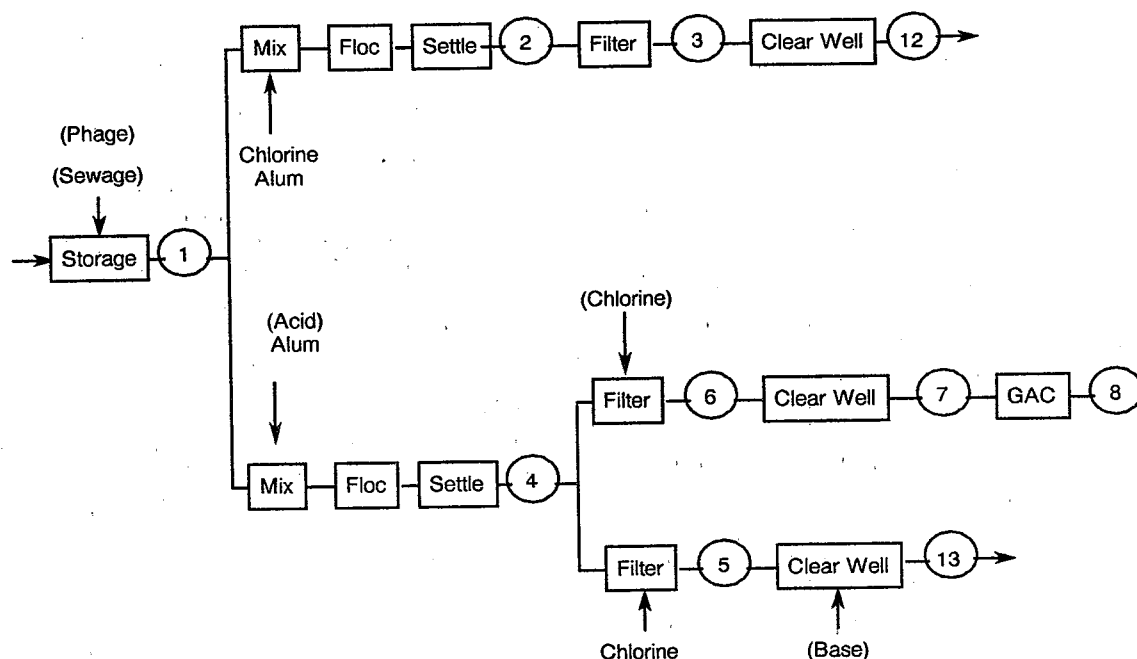 Mix
Floc
Settle
2
Filter
3
Clear Well
12
(Phage)
(Sewage)
Chlorine
Alum
Storage
1
(Acid)
Alum
(Chlorine)
Filter
6
Clear Well
7
GAC
8
Mix
Floc
Settle
4
Filter
5
Clear Well
13
Chlorine
(Base)